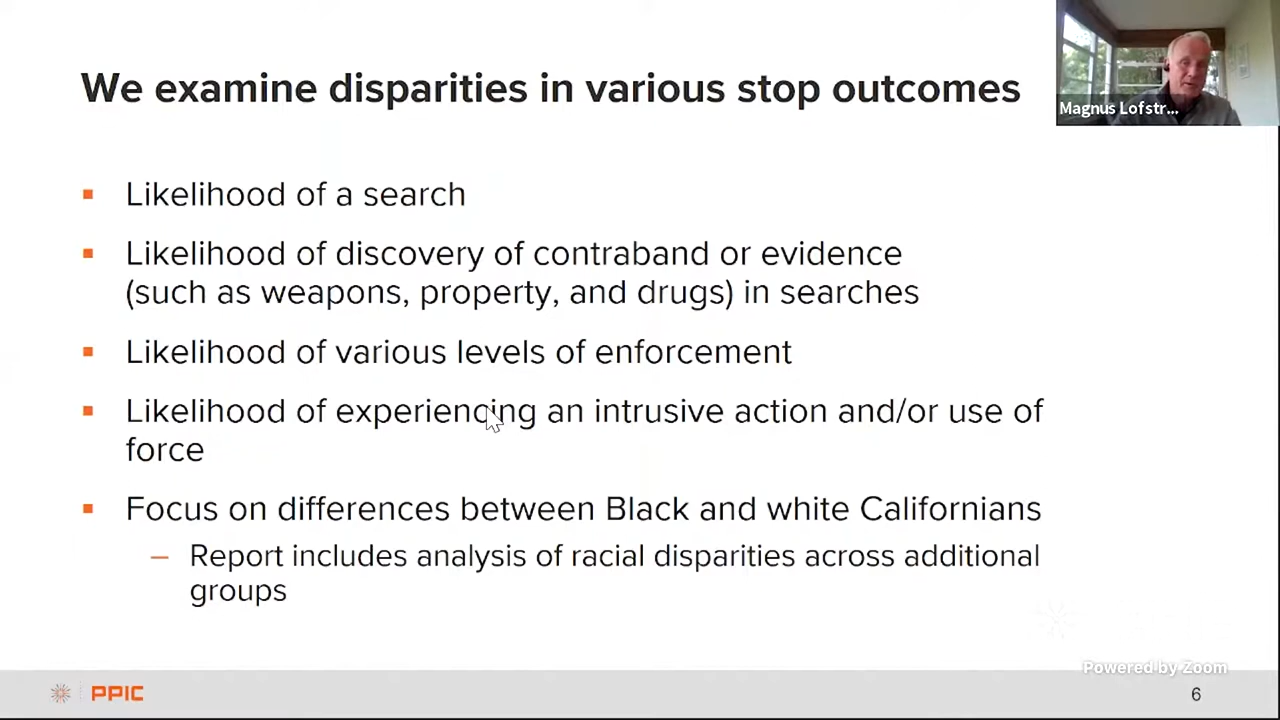 We examine disparities in various stop outcomes
Magnus Lofstr...
▪ Likelihood of a search
▪ Likelihood of discovery of contraband or evidence
(such as weapons, property, and drugs) in searches
▪ Likelihood of various levels of enforcement
▪ Likelihood of experiencing an intrusive action and/or use of
force
▪ Focus on differences between Black and white Californians
– Report includes analysis of racial disparities across additional
groups
Powered by Zoom
PPIC
6